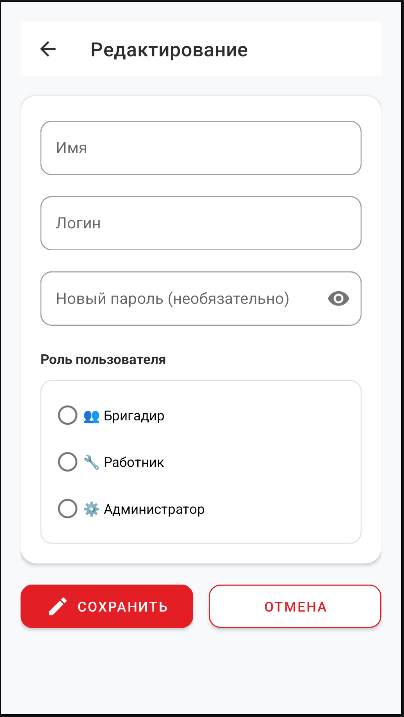 Редактирование
Имя
Логин
Новый пароль (необязательно)
Роль пользователя
👥 Бригадир
🔧 Работник
⚙️ Администратор
СОХРАНИТЬ
ОТМЕНА